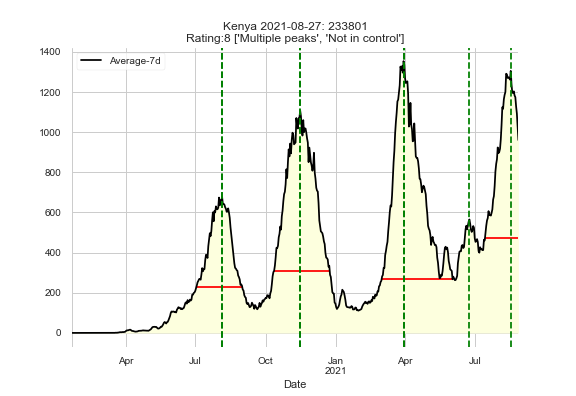 Kenya 2021-08-27: 233801
Rating:8 ['Multiple peaks', 'Not in control']
Average-7d
1400
1200
1000
800
600
400
200
0
Apr Jul Oct Jan Apr Jul
2021
Date